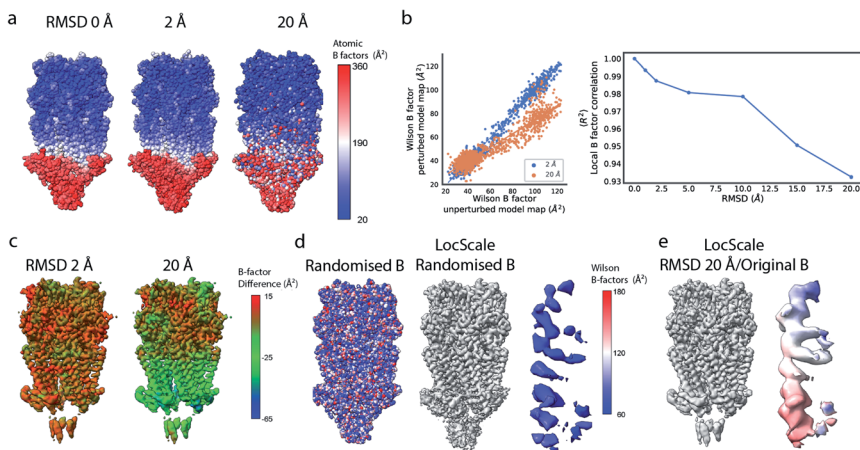 a
RMSD 0 Å
2 Å
20 Å
Atomic
B factors (Å²)
360
190
20
b
Wilson B factor
perturbed model map (Å²)
120
100
80
60
40
20
20
40
60
80
100
120
2 Å
20 Å
Wilson B factor
unperturbed model map (Å²)
Local B factor correlation
(R²)
1.00
0.99
0.98
0.96
0.95
0.94
0.93
0.0
2.5
5.0
7.5
10.0
12.5
15.0
17.5
20.0
RMSD (Å)
c
RMSD 2 Å
20 Å
B-factor
Difference (Å²)
15
-25
-65
d
Randomised B
LocScale
Randomised B
Wilson
B-factors (Å²)
180
120
60
e
LocScale
RMSD 20 Å/Original B